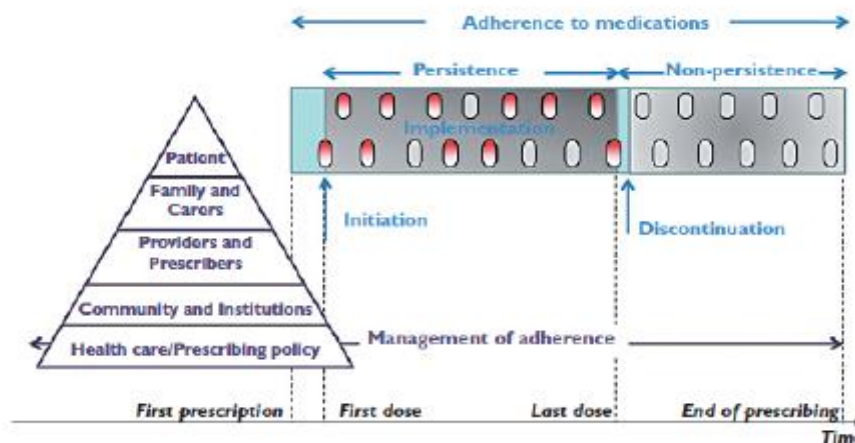 Adherence to medications
Persistence
Non-persistence
Implementation
Patient
Family and
Carers
Providers and
Prescribers
Community and Institutions
Health care/Prescribing policy
Initiation
Discontinuation
Management of adherence
First prescription
First dose
Last dose
End of prescribing
Time